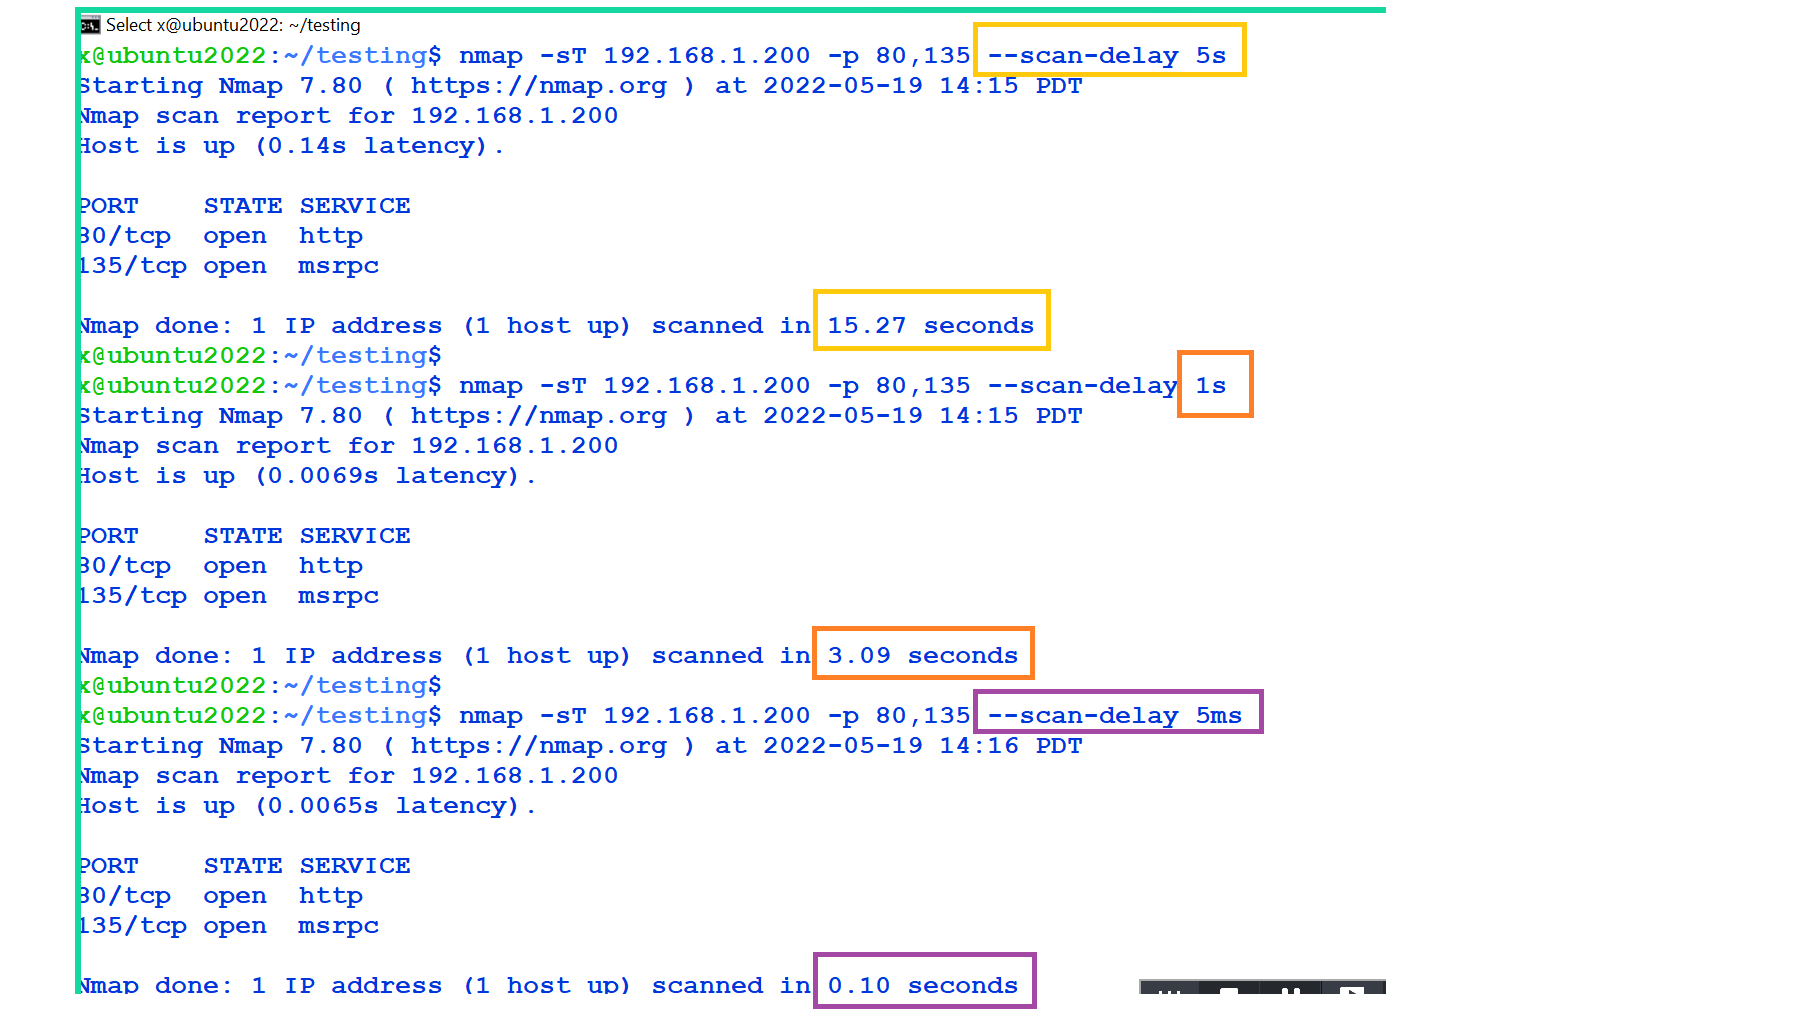 Select x@ubuntu2022: ~/testing
x@ubuntu2022:~/testing$ nmap -sT 192.168.1.200 -p 80,135 --scan-delay 5s
Starting Nmap 7.80 ( https://nmap.org ) at 2022-05-19 14:15 PDT
Nmap scan report for 192.168.1.200
Host is up (0.14s latency).
PORT    STATE SERVICE
80/tcp  open  http
135/tcp open  msrpc
Nmap done: 1 IP address (1 host up) scanned in 15.27 seconds
x@ubuntu2022:~/testing$
x@ubuntu2022:~/testing$ nmap -sT 192.168.1.200 -p 80,135 --scan-delay 1s
Starting Nmap 7.80 ( https://nmap.org ) at 2022-05-19 14:15 PDT
Nmap scan report for 192.168.1.200
Host is up (0.0069s latency).
PORT    STATE SERVICE
80/tcp  open  http
135/tcp open  msrpc
Nmap done: 1 IP address (1 host up) scanned in 3.09 seconds
x@ubuntu2022:~/testing$
x@ubuntu2022:~/testing$ nmap -sT 192.168.1.200 -p 80,135 --scan-delay 5ms
Starting Nmap 7.80 ( https://nmap.org ) at 2022-05-19 14:16 PDT
Nmap scan report for 192.168.1.200
Host is up (0.0065s latency).
PORT    STATE SERVICE
80/tcp  open  http
135/tcp open  msrpc
Nmap done: 1 IP address (1 host up) scanned in 0.10 seconds